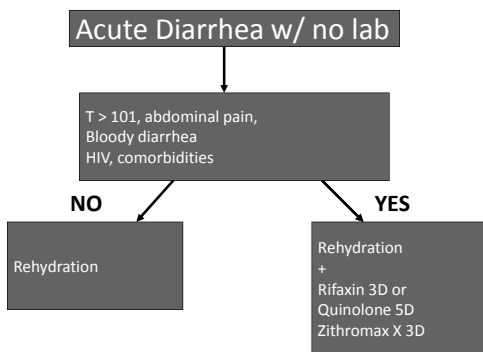 Acute Diarrhea w/ no lab
T > 101, abdominal pain,
Bloody diarrhea
HIV, comorbidities
NO
YES
Rehydration
Rehydration
+
Rifaxin 3D or
Quinolone 5D
Zithromax X 3D